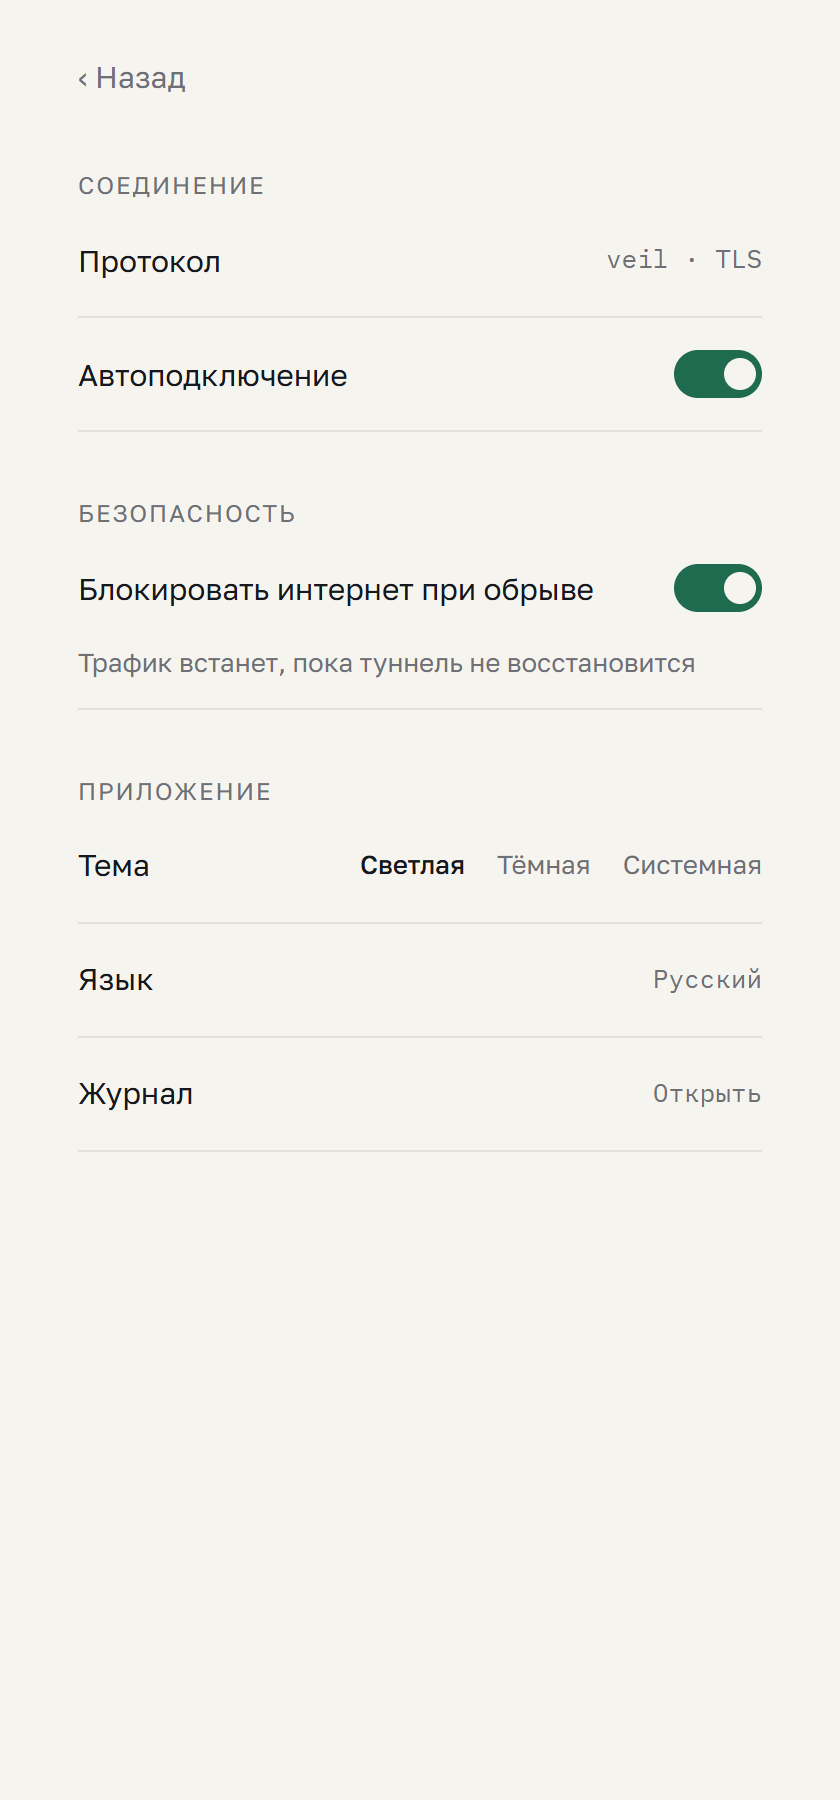 ‹ Назад
СОЕДИНЕНИЕ
Протокол veil · TLS
Автоподключение
БЕЗОПАСНОСТЬ
Блокировать интернет при обрыве
Трафик встанет, пока туннель не восстановится
ПРИЛОЖЕНИЕ
Тема Светлая Тёмная Системная
Язык Русский
Журнал Открыть